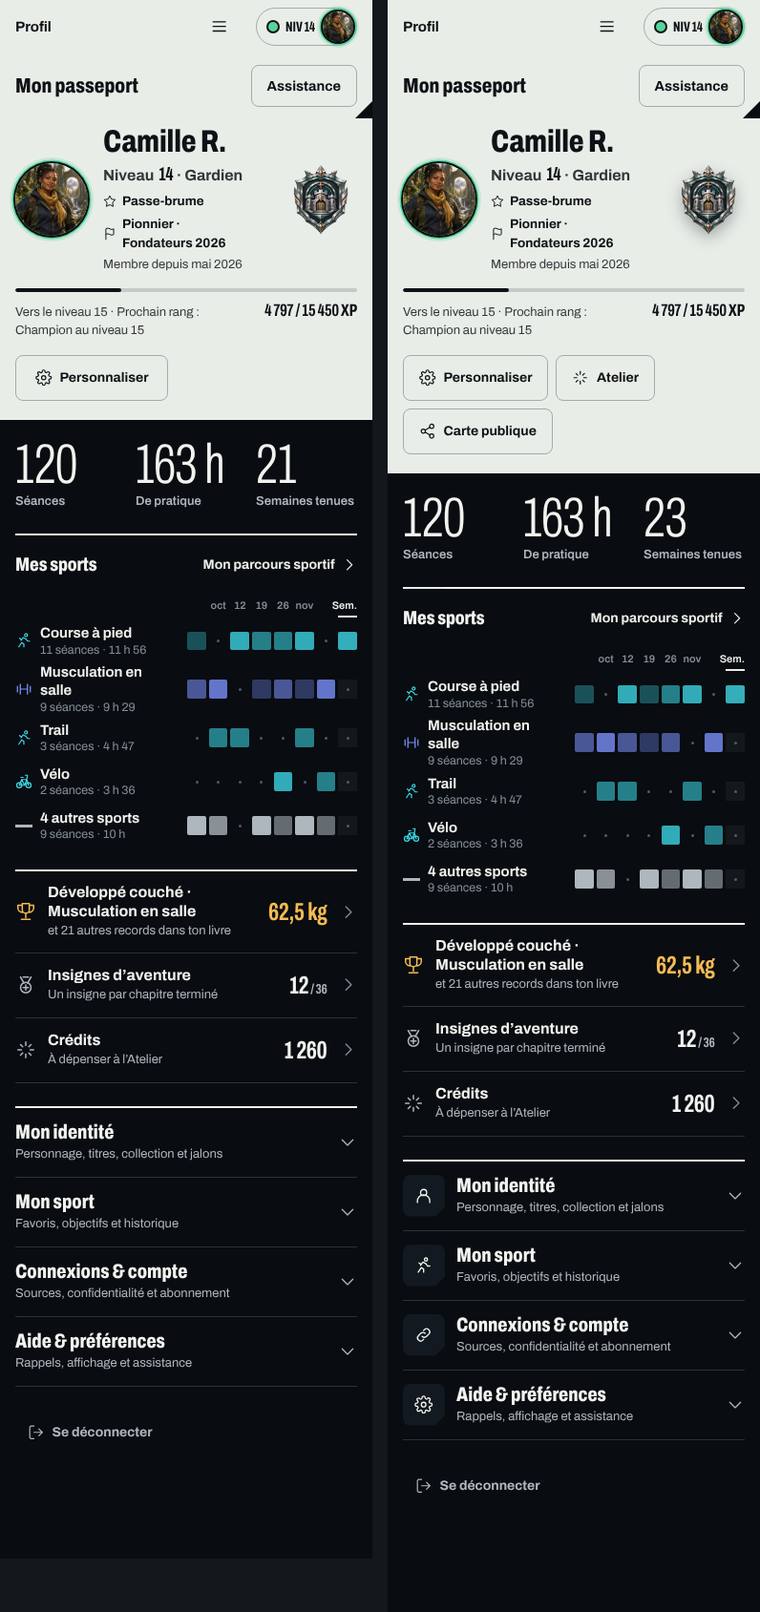 Profil
NIV 14
Mon passeport
Assistance
Camille R.
Niveau 14 · Gardien
Passe-brume
Pionnier ·
Fondateurs 2026
Membre depuis mai 2026
Vers le niveau 15 · Prochain rang :
Champion au niveau 15
4 797 / 15 450 XP
Personnaliser
120
Séances
163 h
De pratique
21
Semaines tenues
Mes sports
Mon parcours sportif
oct 12 19 26 nov Sem.
Course à pied
11 séances · 11 h 56
Musculation en
salle
9 séances · 9 h 29
Trail
3 séances · 4 h 47
Vélo
2 séances · 3 h 36
4 autres sports
9 séances · 10 h
Développé couché ·
Musculation en salle
et 21 autres records dans ton livre
62,5 kg
Insignes d’aventure
Un insigne par chapitre terminé
12 / 36
Crédits
À dépenser à l’Atelier
1 260
Mon identité
Personnage, titres, collection et jalons
Mon sport
Favoris, objectifs et historique
Connexions & compte
Sources, confidentialité et abonnement
Aide & préférences
Rappels, affichage et assistance
Se déconnecter
Profil
NIV 14
Mon passeport
Assistance
Camille R.
Niveau 14 · Gardien
Passe-brume
Pionnier ·
Fondateurs 2026
Membre depuis mai 2026
Vers le niveau 15 · Prochain rang :
Champion au niveau 15
4 797 / 15 450 XP
Personnaliser
Atelier
Carte publique
120
Séances
163 h
De pratique
23
Semaines tenues
Mes sports
Mon parcours sportif
oct 12 19 26 nov Sem.
Course à pied
11 séances · 11 h 56
Musculation en
salle
9 séances · 9 h 29
Trail
3 séances · 4 h 47
Vélo
2 séances · 3 h 36
4 autres sports
9 séances · 10 h
Développé couché ·
Musculation en salle
et 21 autres records dans ton livre
62,5 kg
Insignes d’aventure
Un insigne par chapitre terminé
12 / 36
Crédits
À dépenser à l’Atelier
1 260
Mon identité
Personnage, titres, collection et jalons
Mon sport
Favoris, objectifs et historique
Connexions & compte
Sources, confidentialité et abonnement
Aide & préférences
Rappels, affichage et assistance
Se déconnecter